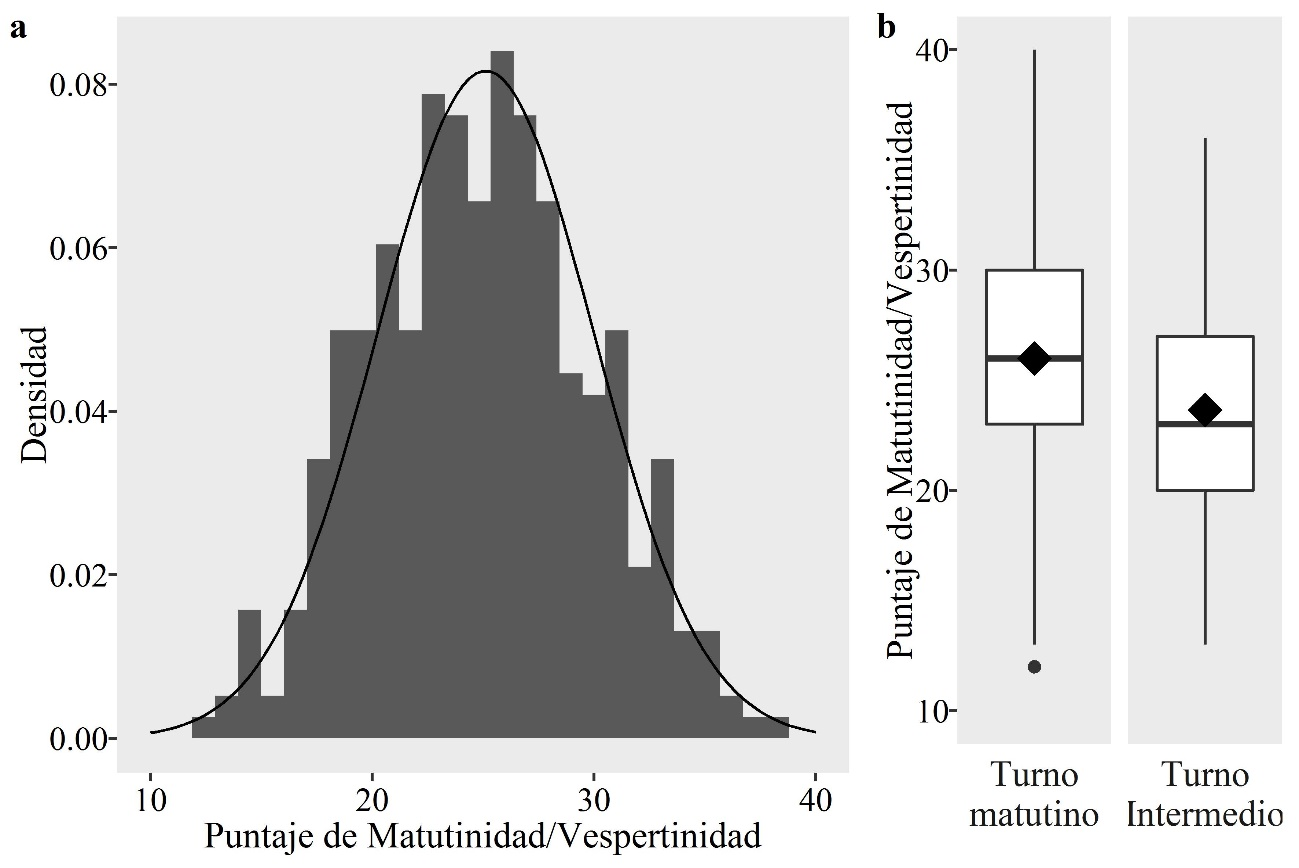 a
Densidad
0.08
0.06
0.04
0.02
0.00
10 20 30 40
Puntaje de Matutinidad/Vespertinidad
b
Puntaje de Matutinidad/Vespertinidad
40
30
20
10
Turno
matutino
Turno
Intermedio